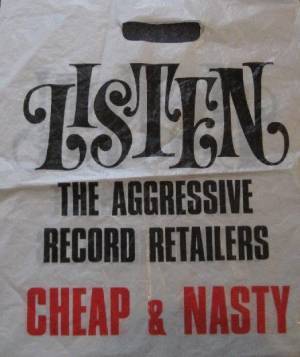 LISTEN
THE AGGRESSIVE
RECORD RETAILERS
CHEAP & NASTY